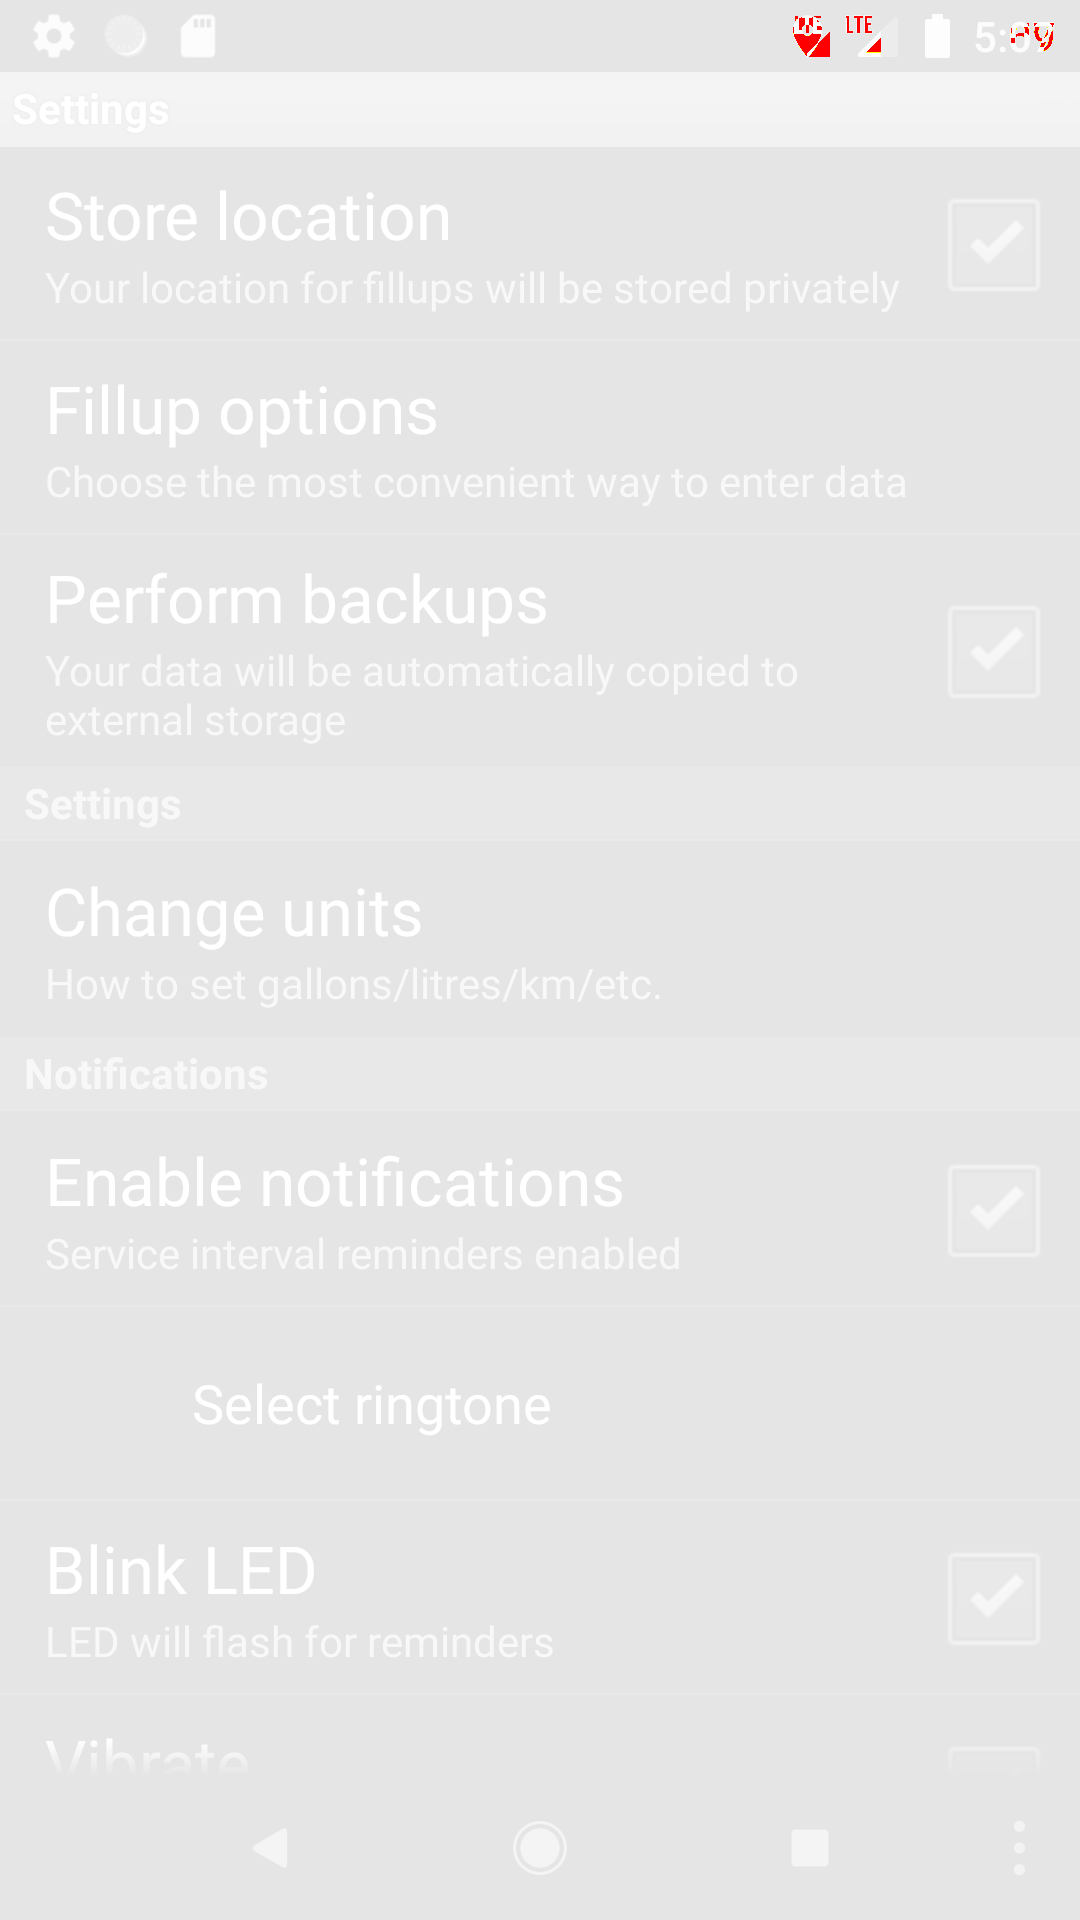 LTE
Settings
Store location
Your location for fillups will be stored privately
Fillup options
Choose the most convenient way to enter data
Perform backups
Your data will be automatically copied to
external storage
Settings
Change units
How to set gallons/litres/km/etc.
Notifications
Enable notifications
Service interval reminders enabled
Select ringtone
Blink LED
LED will flash for reminders
Vibrate